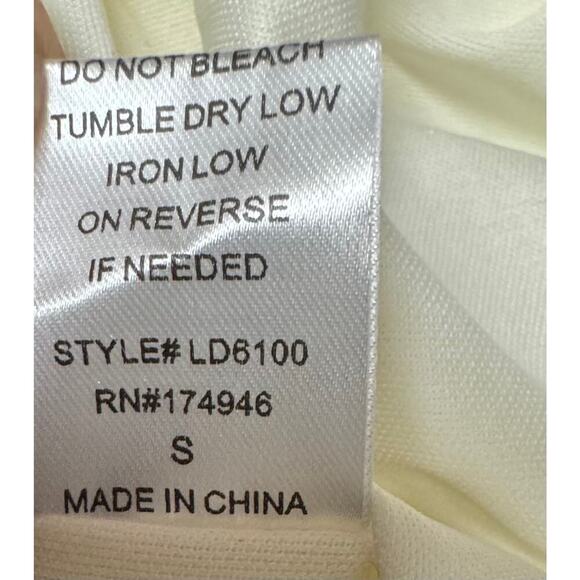 DO NOT BLEACH
TUMBLE DRY LOW
IRON LOW
ON REVERSE
IF NEEDED
STYLE# LD6100
RN#174946
S
MADE IN CHINA